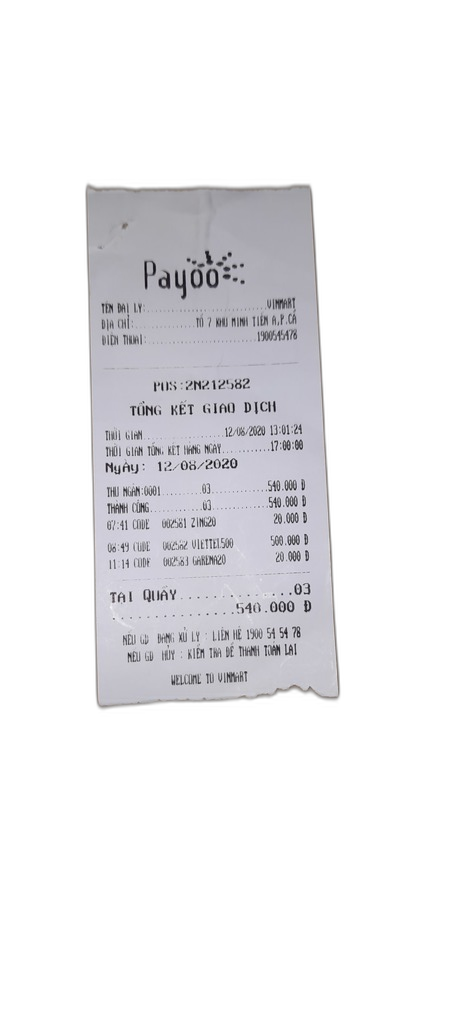 Payoo
TÊN ĐẠI LÝ:........................VINMART
ĐỊA CHỈ:............TỔ 7 KHU MINH TIẾN A,P.CẢ
ĐIỆN THOẠI:......................1900545478
POS:2N212582
TỔNG KẾT GIAO DỊCH
THỜI GIAN................12/08/2020 13:01:24
THỜI GIAN TỔNG KẾT HÀNG NGÀY..........17:00:00
Ngày: 12/08/2020
THU NGÂN:0001..........03.............540.000 Đ
THÀNH CÔNG.............03.............540.000 Đ
07:41 CODE 002581 ZING20 20.000 Đ
08:49 CODE 002582 VIETTEL500 500.000 Đ
11:14 CODE 002583 GARENA20 20.000 Đ
TẠI QUẦY..............03
...............540.000 Đ
NẾU GD ĐANG XỬ LÝ : LIÊN HỆ 1900 54 54 78
NẾU GD HỦY : KIỂM TRA ĐỂ THANH TOÁN LẠI
WELCOME TO VINMART